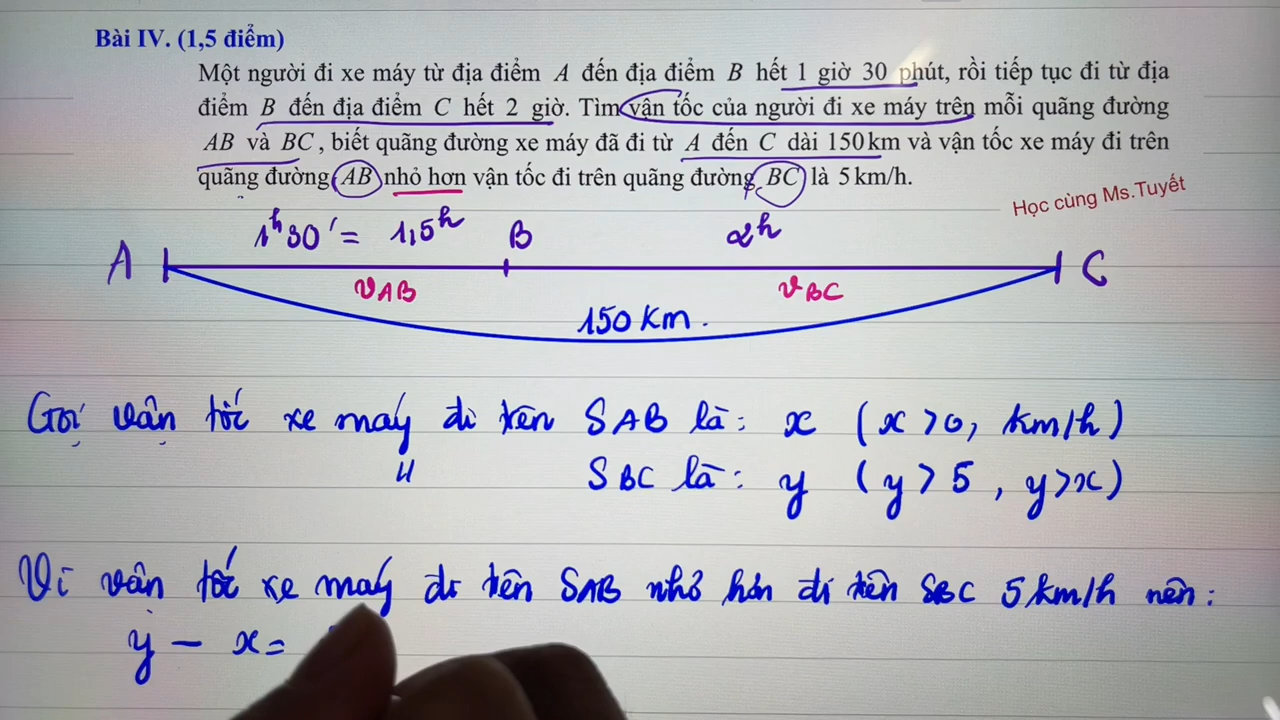 Bài IV. (1,5 điểm)
Một người đi xe máy từ địa điểm A đến địa điểm B hết 1 giờ 30 phút, rồi tiếp tục đi từ địa
điểm B đến địa điểm C hết 2 giờ. Tìm vận tốc của người đi xe máy trên mỗi quãng đường
AB và BC, biết quãng đường xe máy đã đi từ A đến C dài 150km và vận tốc xe máy đi trên
quãng đường AB nhỏ hơn vận tốc đi trên quãng đường BC là 5km/h.
Học cùng Ms.Tuyết
1h30' = 1,5h B 2h
A C
vAB vBC
150 Km.
Gọi vận tốc xe máy đi trên SAB là: x (x > 0, km/h)
SBC là: y (y > 5, y > x)
Vì vận tốc xe máy đi trên SAB nhỏ hơn đi trên SBC 5km/h nên:
y - x =